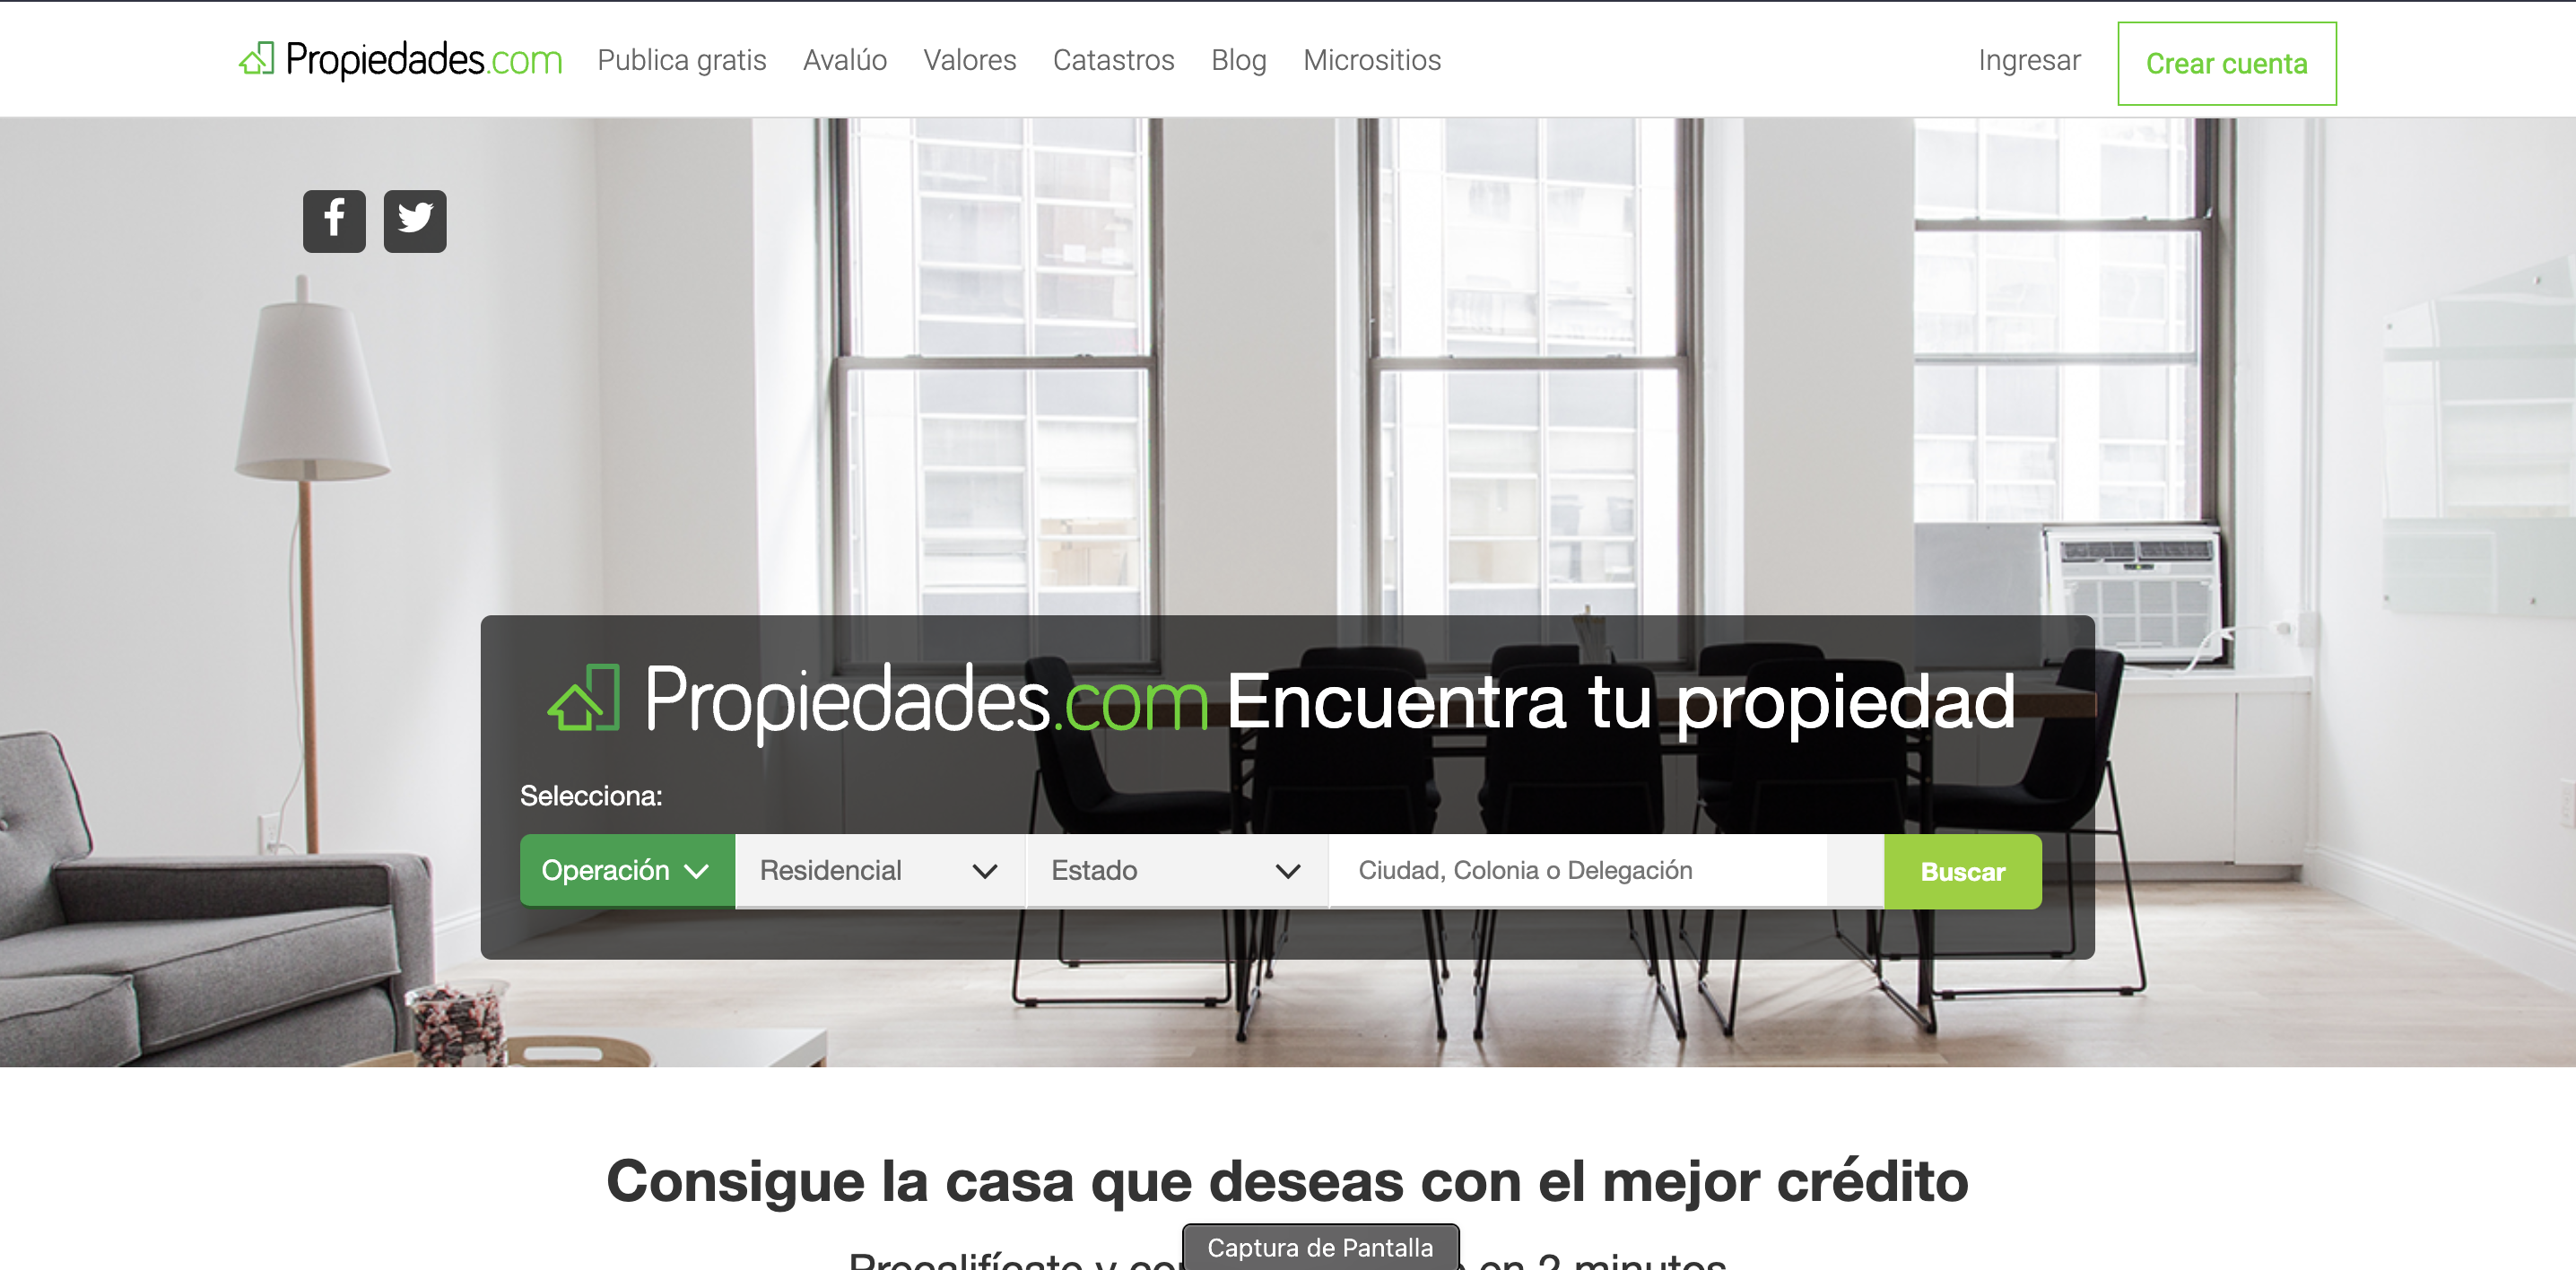 Propiedades.com Publica gratis Avalúo Valores Catastros Blog Micrositios Ingresar Crear cuenta
Propiedades.com Encuentra tu propiedad
Selecciona:
Operación Residencial Estado Ciudad, Colonia o Delegación Buscar
Consigue la casa que deseas con el mejor crédito
Captura de Pantalla
Precalifícate y en 2 minutos